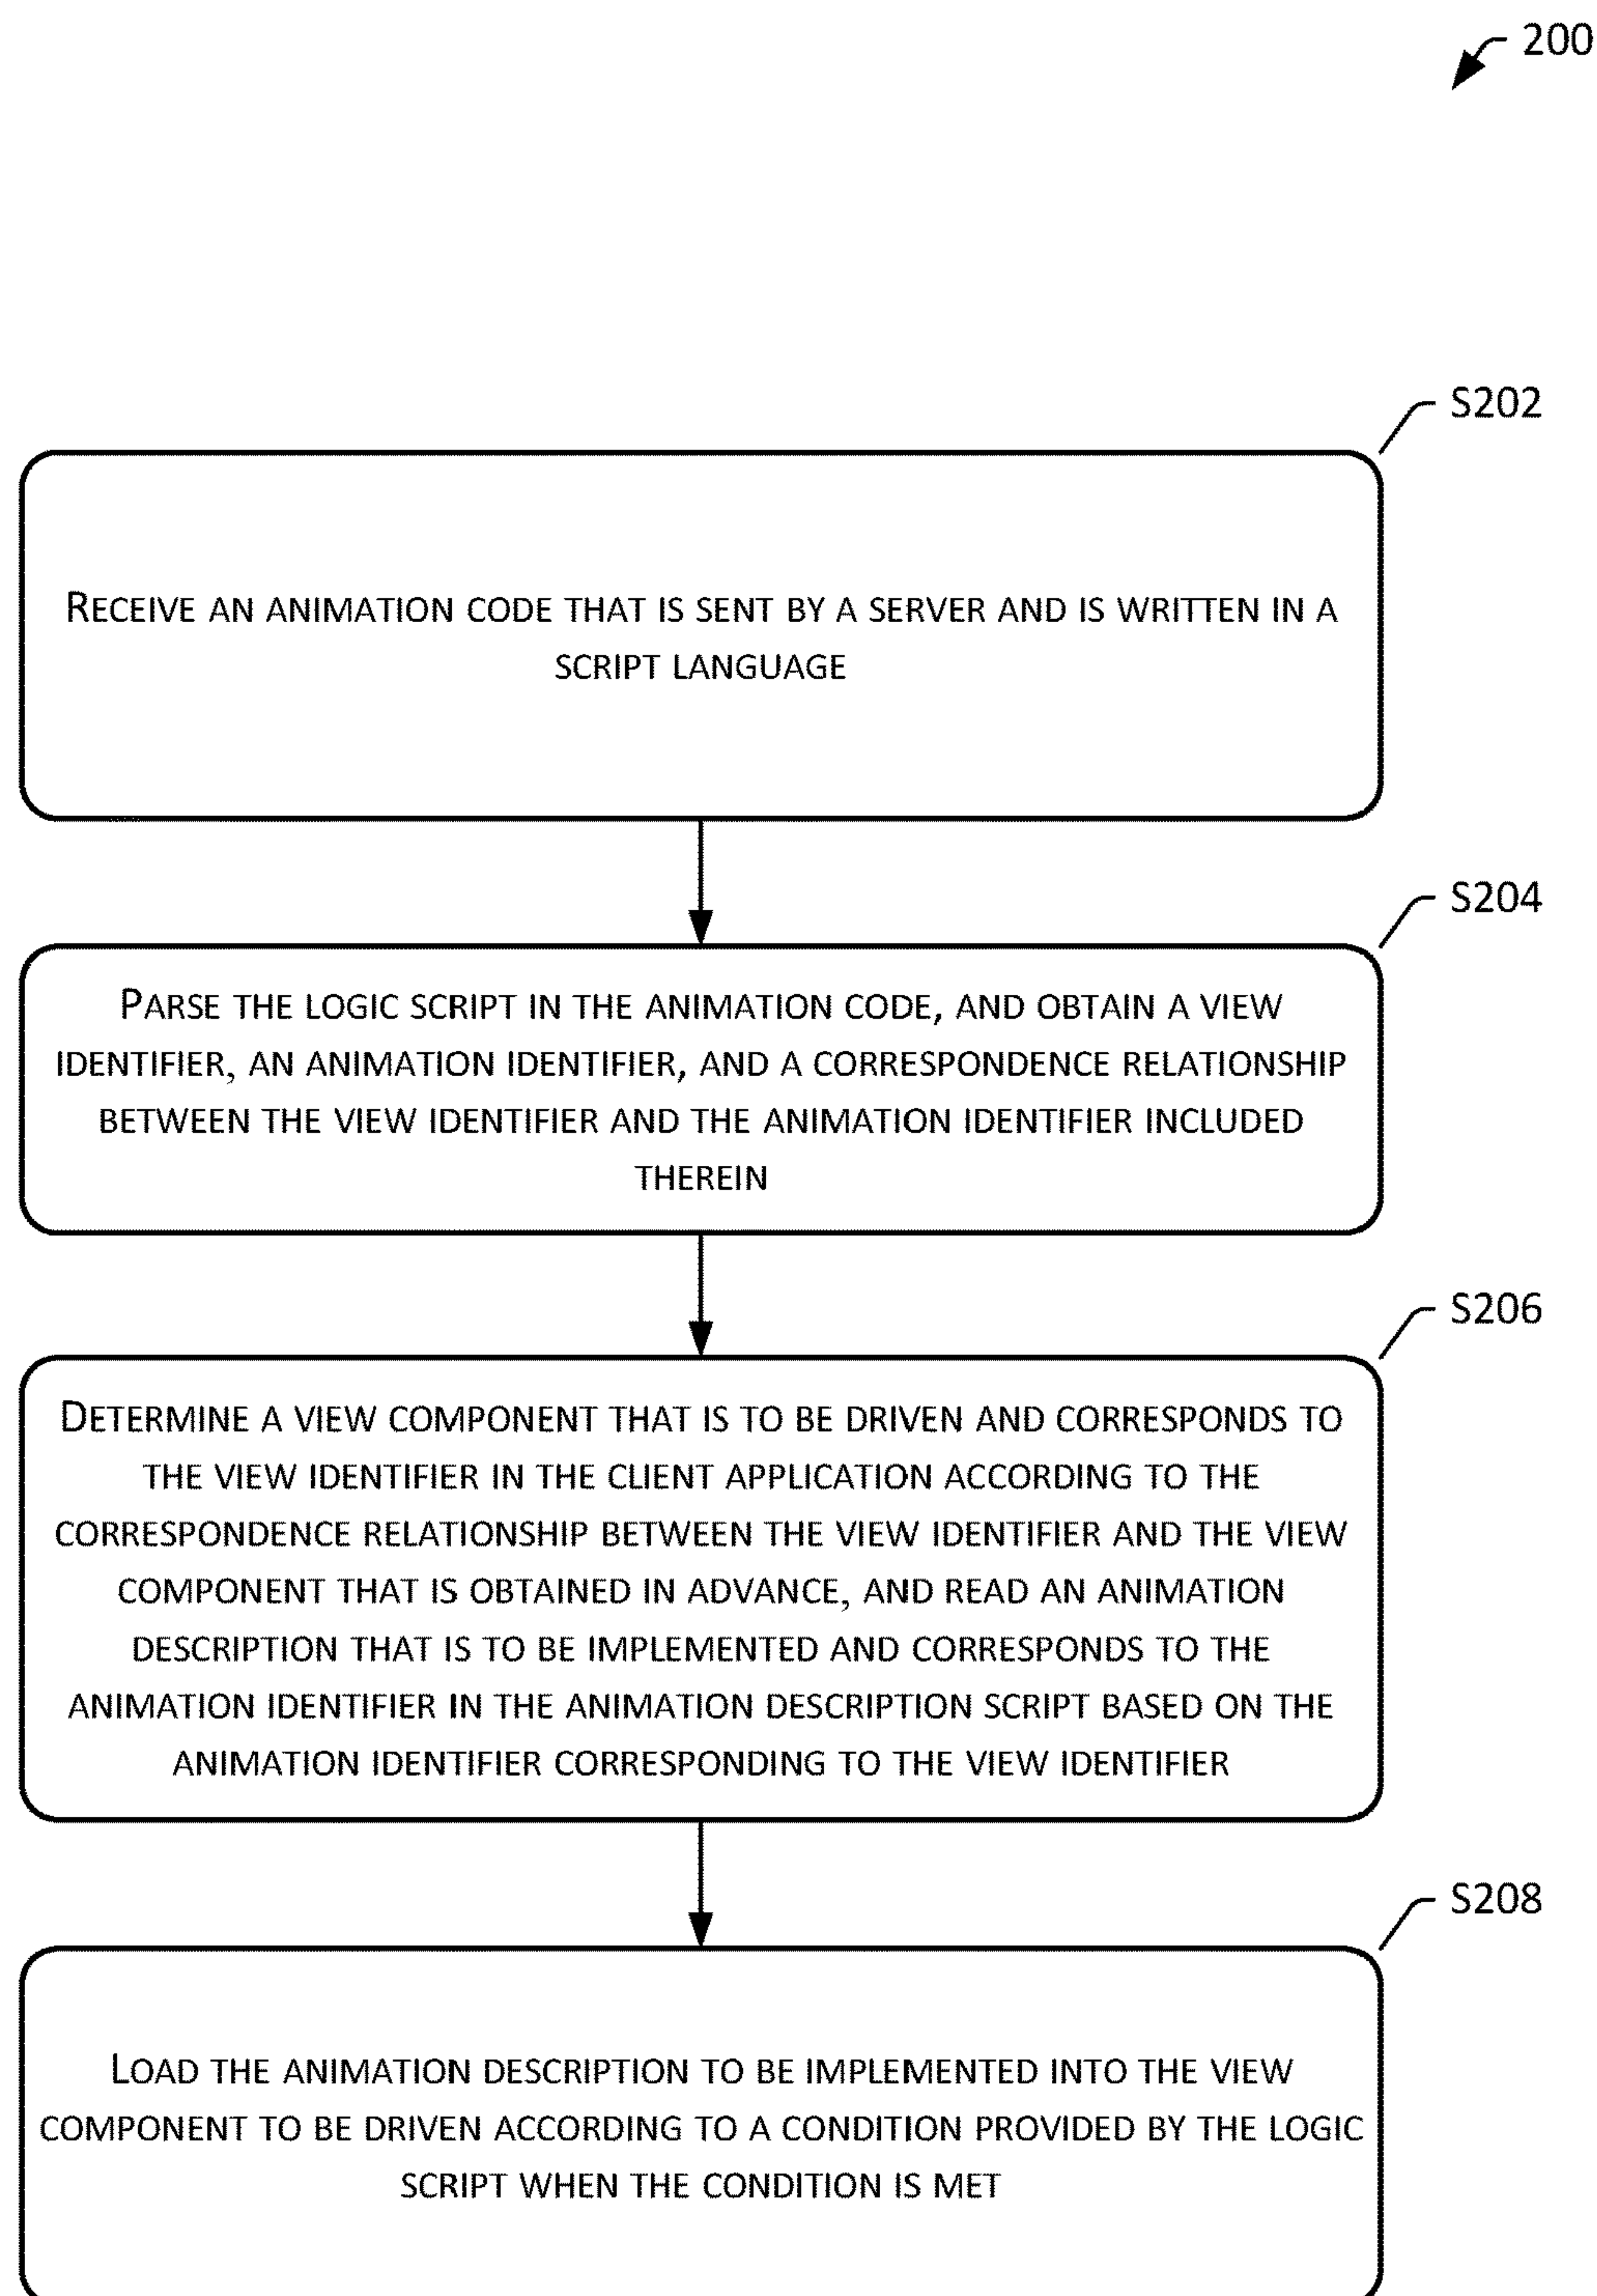 200
S202
RECEIVE AN ANIMATION CODE THAT IS SENT BY A SERVER AND IS WRITTEN IN A
SCRIPT LANGUAGE
S204
PARSE THE LOGIC SCRIPT IN THE ANIMATION CODE, AND OBTAIN A VIEW
IDENTIFIER, AN ANIMATION IDENTIFIER, AND A CORRESPONDENCE RELATIONSHIP
BETWEEN THE VIEW IDENTIFIER AND THE ANIMATION IDENTIFIER INCLUDED
THEREIN
S206
DETERMINE A VIEW COMPONENT THAT IS TO BE DRIVEN AND CORRESPONDS TO
THE VIEW IDENTIFIER IN THE CLIENT APPLICATION ACCORDING TO THE
CORRESPONDENCE RELATIONSHIP BETWEEN THE VIEW IDENTIFIER AND THE VIEW
COMPONENT THAT IS OBTAINED IN ADVANCE, AND READ AN ANIMATION
DESCRIPTION THAT IS TO BE IMPLEMENTED AND CORRESPONDS TO THE
ANIMATION IDENTIFIER IN THE ANIMATION DESCRIPTION SCRIPT BASED ON THE
ANIMATION IDENTIFIER CORRESPONDING TO THE VIEW IDENTIFIER
S208
LOAD THE ANIMATION DESCRIPTION TO BE IMPLEMENTED INTO THE VIEW
COMPONENT TO BE DRIVEN ACCORDING TO A CONDITION PROVIDED BY THE LOGIC
SCRIPT WHEN THE CONDITION IS MET